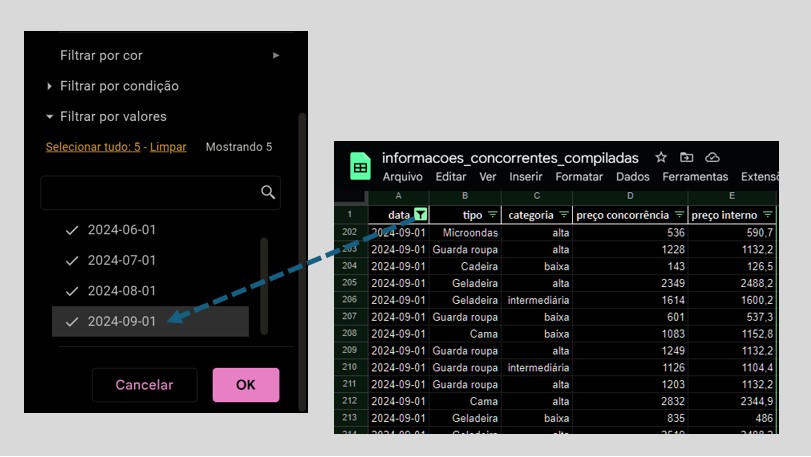 Filtrar por cor
Filtrar por condição
Filtrar por valores
Selecionar tudo: 5 - Limpar Mostrando 5
2024-06-01
2024-07-01
2024-08-01
2024-09-01
Cancelar OK
informacoes_concorrentes_compiladas
Arquivo Editar Ver Inserir Formatar Dados Ferramentas Extensõ
A B C D E
1 data tipo categoria preço concorrência preço interno
202 2024-09-01 Microondas alta 536 590,7
203 2024-09-01 Guarda roupa alta 1228 1132,2
204 2024-09-01 Cadeira baixa 143 126,5
205 2024-09-01 Geladeira alta 2349 2488,2
206 2024-09-01 Geladeira intermediária 1614 1600,2
207 2024-09-01 Guarda roupa baixa 601 537,3
208 2024-09-01 Cama baixa 1083 1152,8
209 2024-09-01 Guarda roupa alta 1249 1132,2
210 2024-09-01 Guarda roupa intermediária 1126 1104,4
211 2024-09-01 Guarda roupa alta 1203 1132,2
212 2024-09-01 Cama alta 2832 2344,9
213 2024-09-01 Geladeira baixa 835 486
214 2024-09-01 Geladeira alta